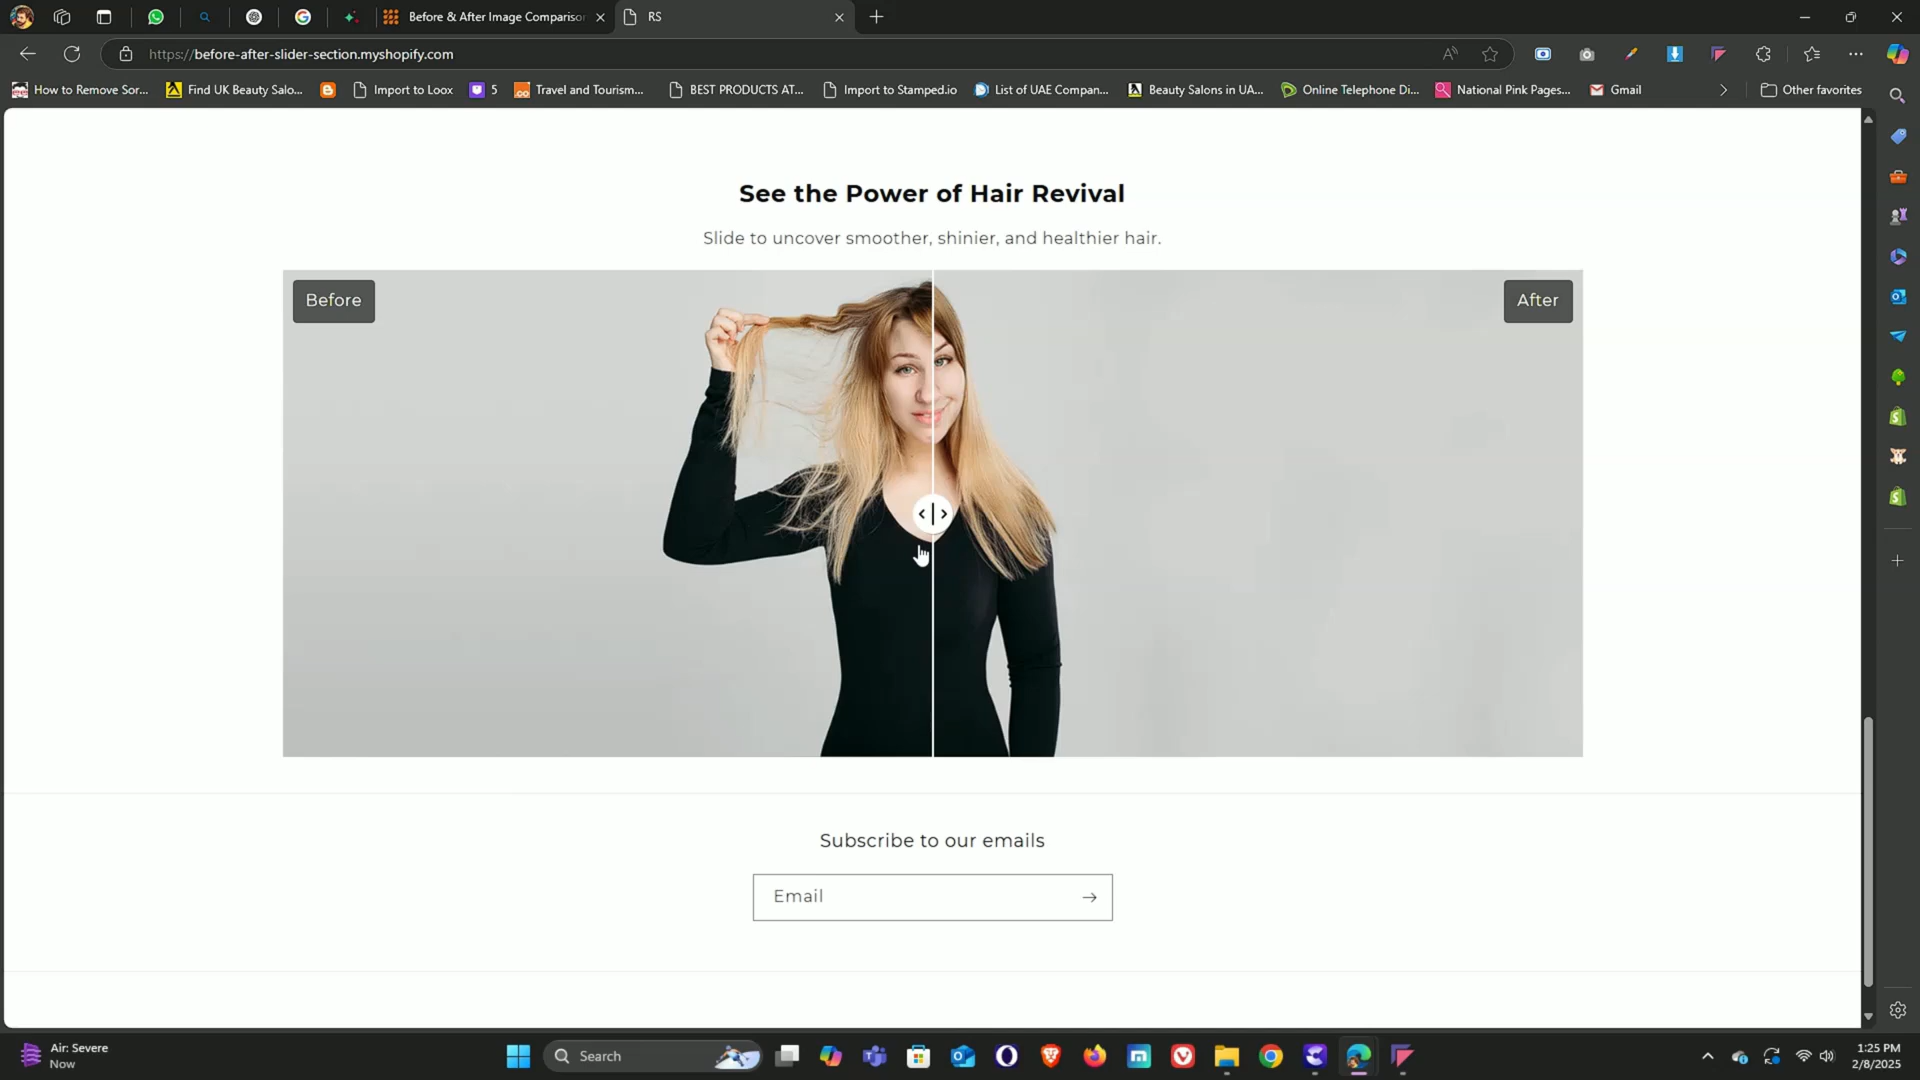 Before & After Image Compariso
RS
https://before-after-slider-section.myshopify.com
How to Remove Sor...
Find UK Beauty Salo...
Import to Loox
5
Travel and Tourism...
BEST PRODUCTS AT...
Import to Stamped.io
List of UAE Compan...
Beauty Salons in UA...
Online Telephone Di...
National Pink Pages...
Gmail
Other favorites
See the Power of Hair Revival
Slide to uncover smoother, shinier, and healthier hair.
Before
After
Subscribe to our emails
Email
Air: Severe
Now
Search
1:25 PM
2/8/2025